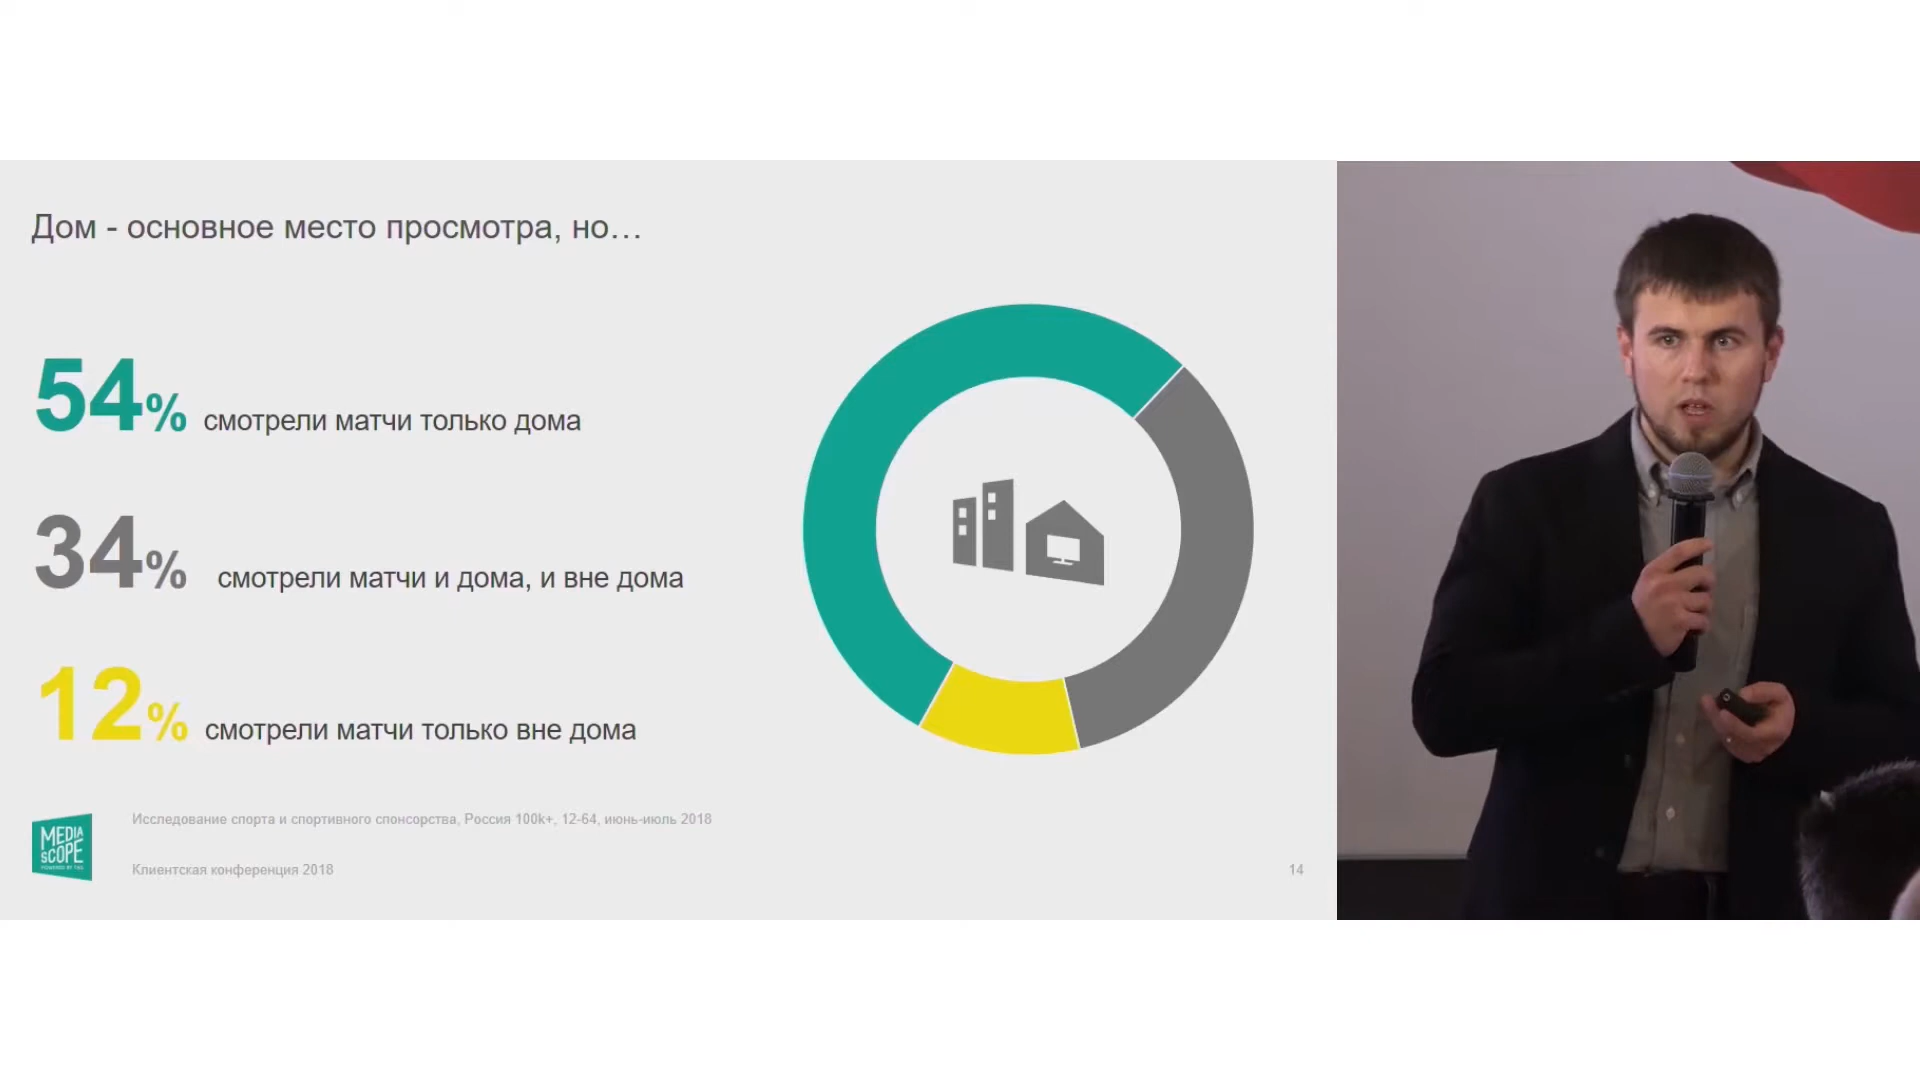 Дом - основное место просмотра, но…
54% смотрели матчи только дома
34% смотрели матчи и дома, и вне дома
12% смотрели матчи только вне дома
MEDIA
SCOPE
Исследование спорта и спортивного спонсорства, Россия 100k+, 12-64, июнь-июль 2018
Клиентская конференция 2018
14